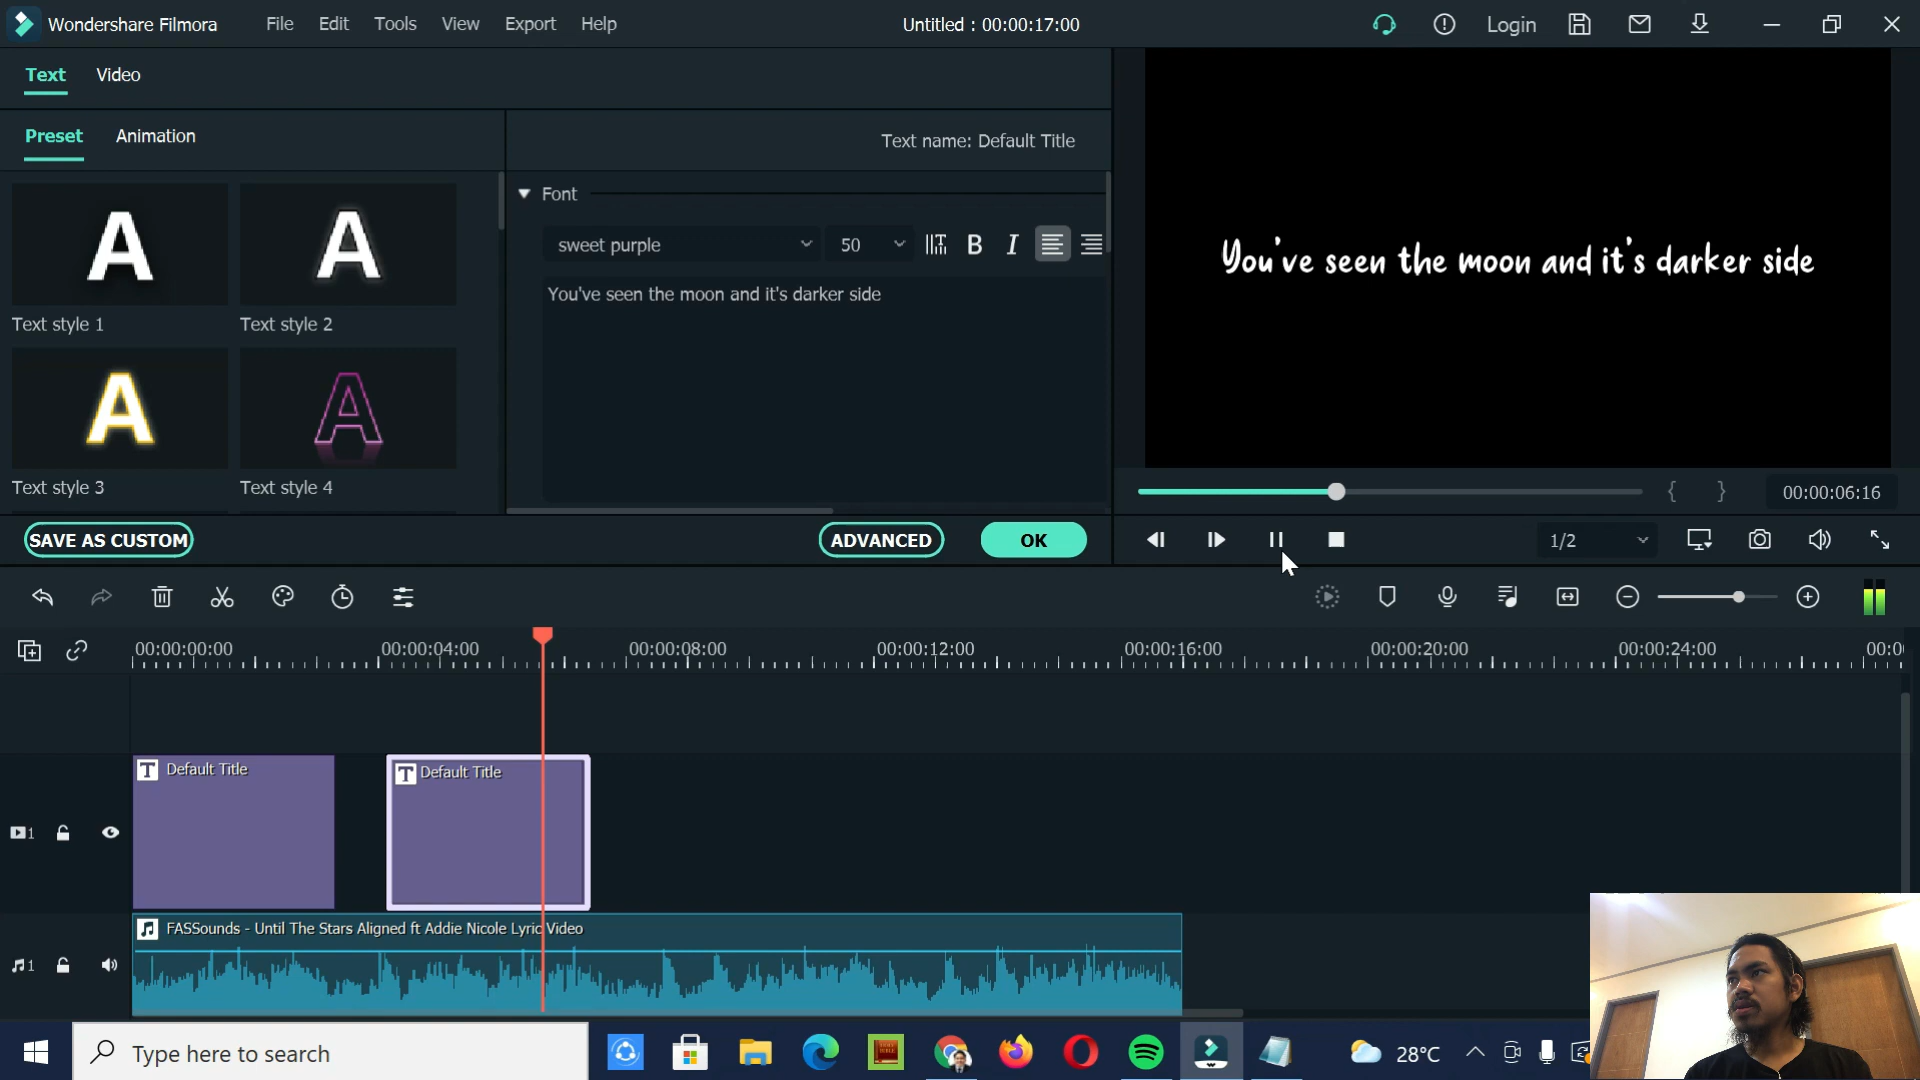 Wondershare Filmora File Edit Tools View Export Help Untitled : 00:00:17:00 Login
Text Video
Preset Animation
Text name: Default Title
Font
sweet purple 50 B I
You've seen the moon and it's darker side
Text style 1
Text style 2
Text style 3
Text style 4
You've seen the moon and it's darker side
{ } 00:00:06:16
SAVE AS CUSTOM ADVANCED OK
1/2
00:00:00:00 00:00:04:00 00:00:08:00 00:00:12:00 00:00:16:00 00:00:20:00 00:00:24:00 00:0
T Default Title
T Default Title
1
FASSounds - Until The Stars Aligned ft Addie Nicole Lyric Video
1
Type here to search
28°C